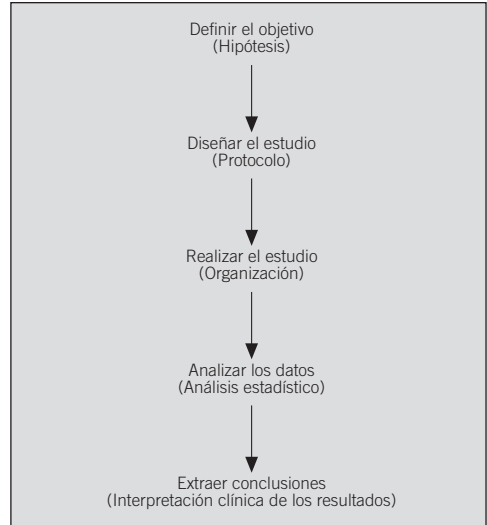 Definir el objetivo
(Hipótesis)
Diseñar el estudio
(Protocolo)
Realizar el estudio
(Organización)
Analizar los datos
(Análisis estadístico)
Extraer conclusiones
(Interpretación clínica de los resultados)